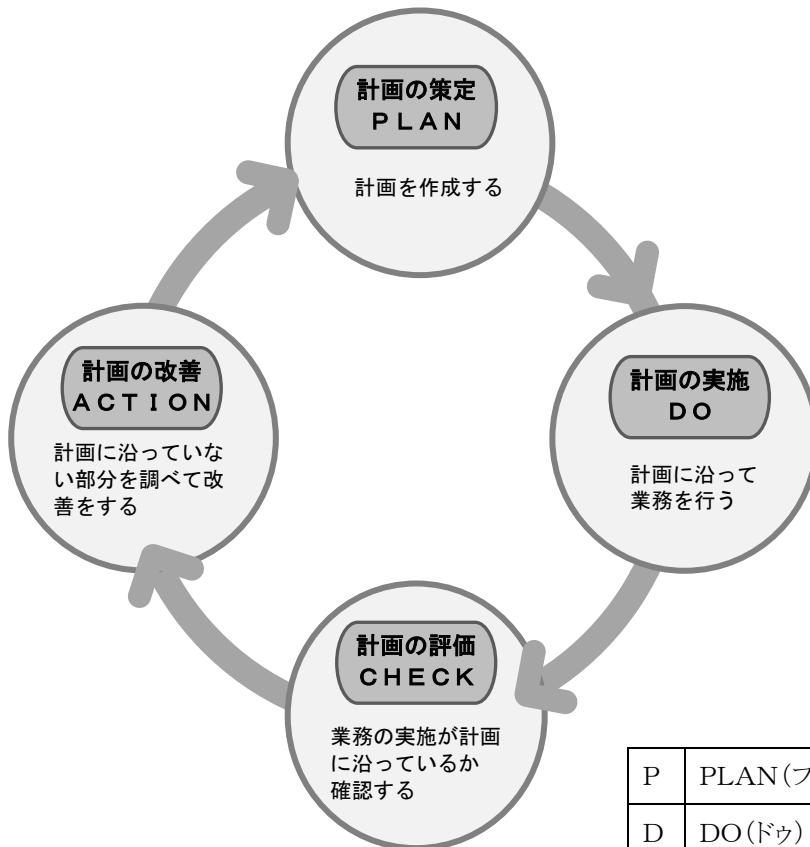 計画の策定
ＰＬＡＮ
計画を作成する
計画の実施
ＤＯ
計画に沿って
業務を行う
計画の評価
ＣＨＥＣＫ
業務の実施が計画
に沿っているか
確認する
計画の改善
ＡＣＴＩＯＮ
計画に沿っていな
い部分を調べて改
善をする
P PLAN(プ
D DO(ドゥ)